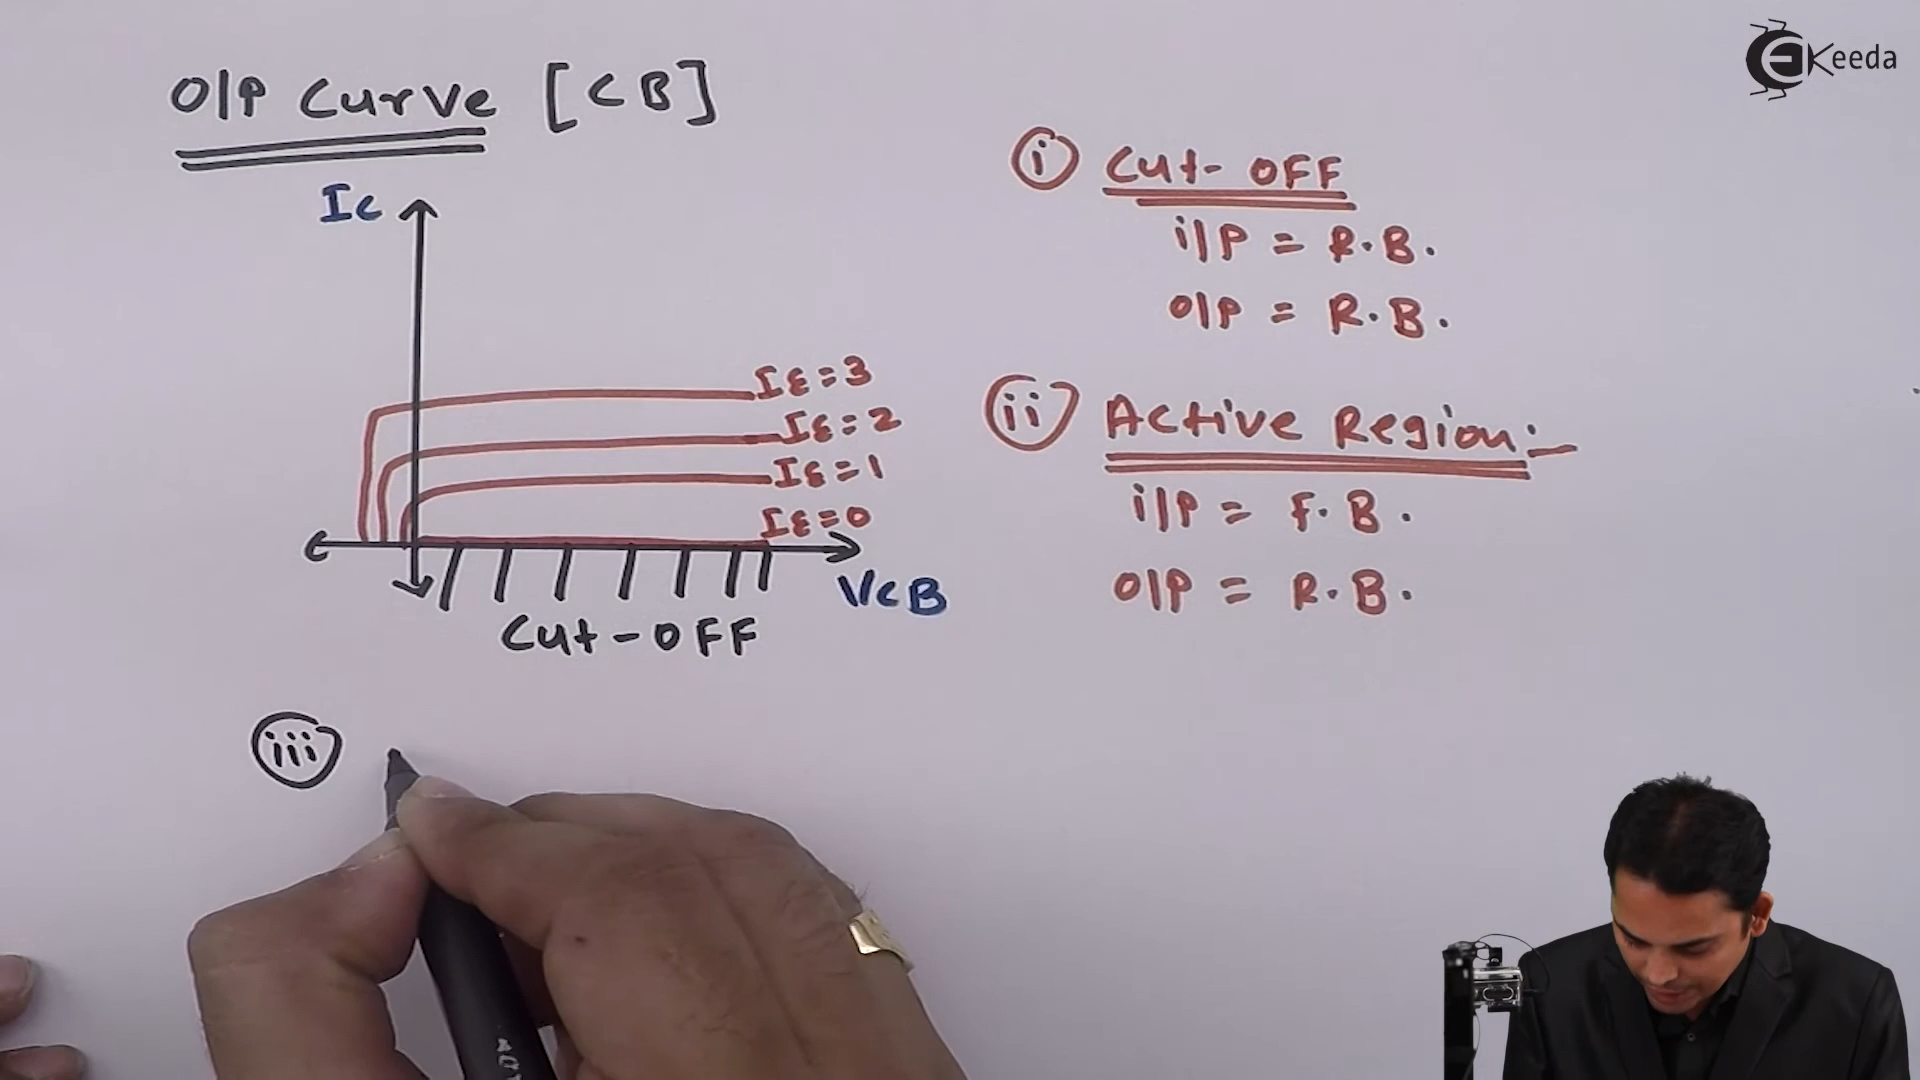 O/P Curve [CB]
Ic
IE=3
IE=2
IE=1
IE=0
VCB
Cut-OFF
i Cut-OFF
i/P = R.B.
O/P = R.B.
ii Active Region:-
i/P = F.B.
O/P = R.B.
iii
Keeda